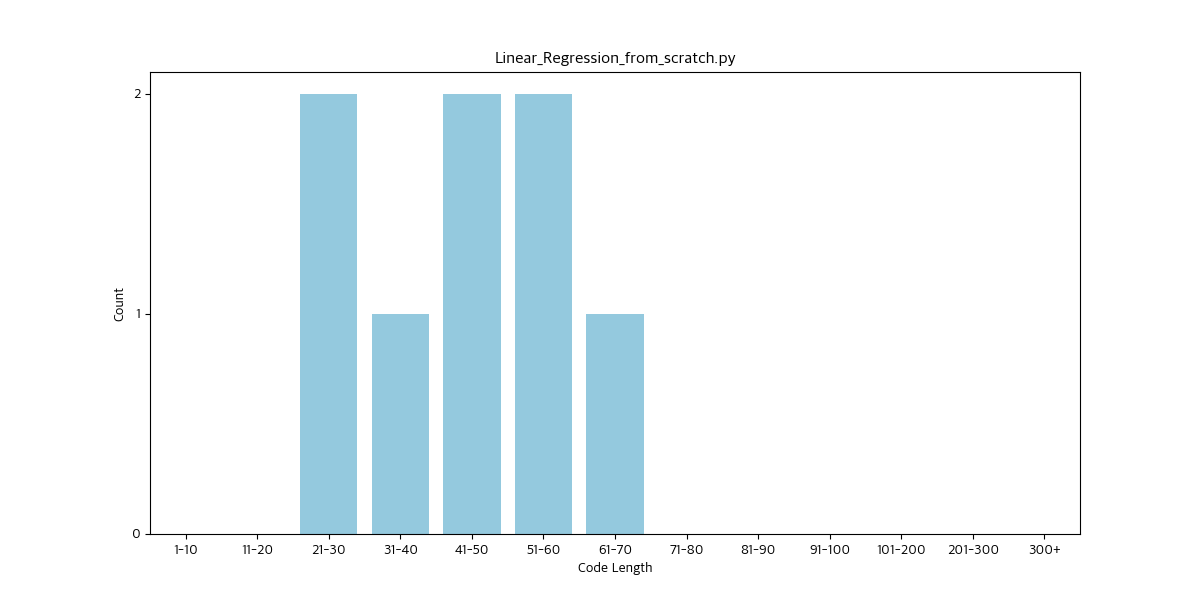 Linear_Regression_from_scratch.py
2
1
0
Count
1-10 11-20 21-30 31-40 41-50 51-60 61-70 71-80 81-90 91-100 101-200 201-300 300+
Code Length